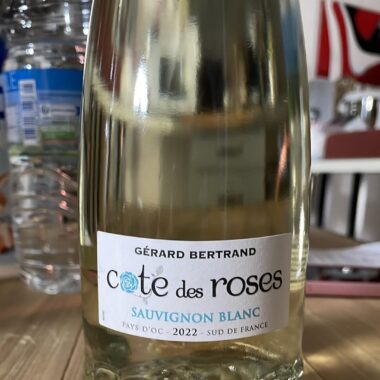 GÉRARD BERTRAND
cote des roses
SAUVIGNON BLANC
PAYS D'OC - 2022 - SUD DE FRANCE